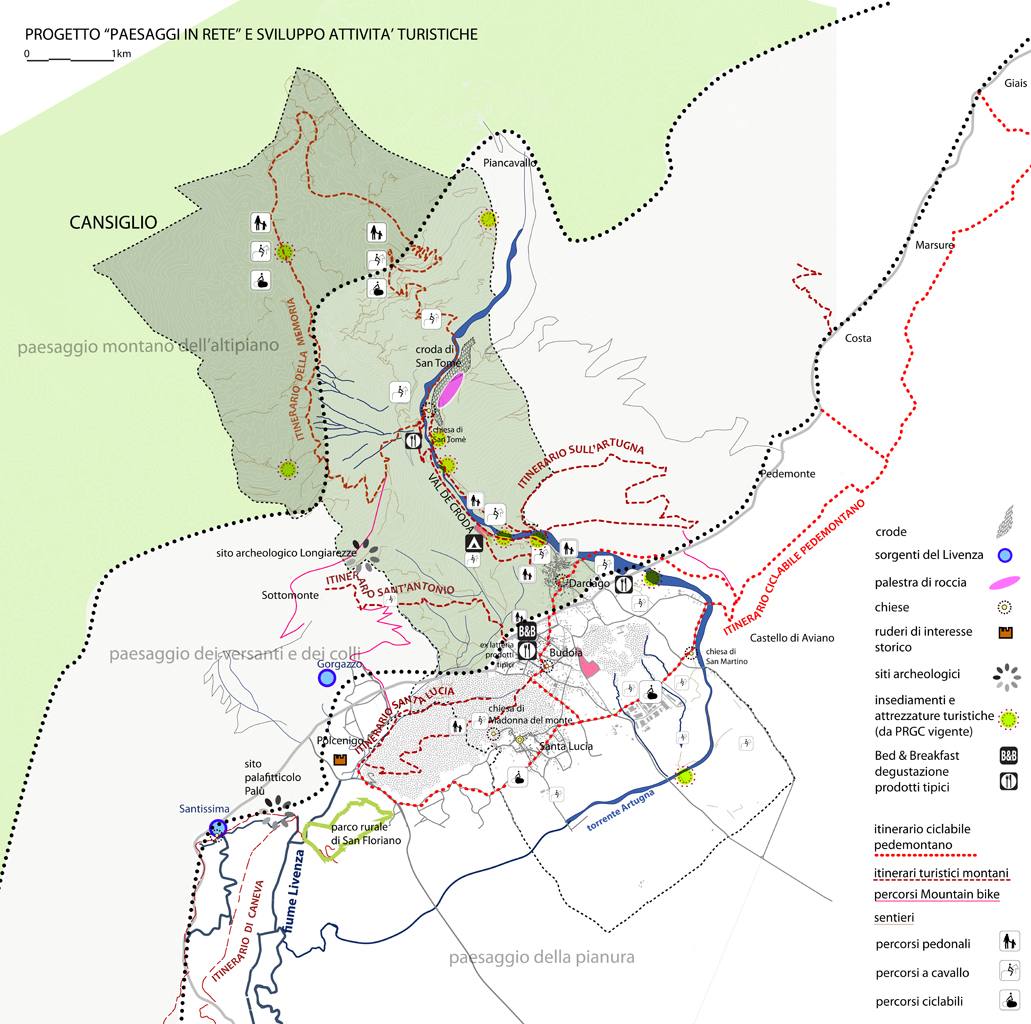 PROGETTO “PAESAGGI IN RETE” E SVILUPPO ATTIVITA’ TURISTICHE
0 1km
Giais
Piancavallo
CANSIGLIO
Marsure
ITINERARIO DELLA MEMORIA
paesaggio montano dell’altipiano
Costa
croda di
San Tomè
chiesa di
San Tomè
ITINERARIO SULL’ARTUGNA
VAL DE CRODA
Pedemonte
ITINERARIO CICLABILE PEDEMONTANO
sito archeologico Longiarezze
ITINERARIO SANT’ANTONIO
Sottomonte
Dardago
Castello di Aviano
paesaggio dei versanti e dei colli
Gorgazzo
B&B
ex latteria
prodotti
tipici
Budoia
chiesa di
San Martino
ITINERARIO SANTA LUCIA
chiesa di
Madonna del monte
Santa Lucia
Polcenigo
sito
palafitticolo
Palù
Santissima
parco rurale
di San Floriano
torrente Artugna
fiume Livenza
ITINERARIO DI CANEVA
paesaggio della pianura
crode
sorgenti del Livenza
palestra di roccia
chiese
ruderi di interesse
storico
siti archeologici
insediamenti e
attrezzature turistiche
(da PRGC vigente)
Bed & Breakfast
B&B
degustazione
prodotti tipici
itinerario ciclabile
pedemontano
itinerari turistici montani
percorsi Mountain bike
sentieri
percorsi pedonali
percorsi a cavallo
percorsi ciclabili